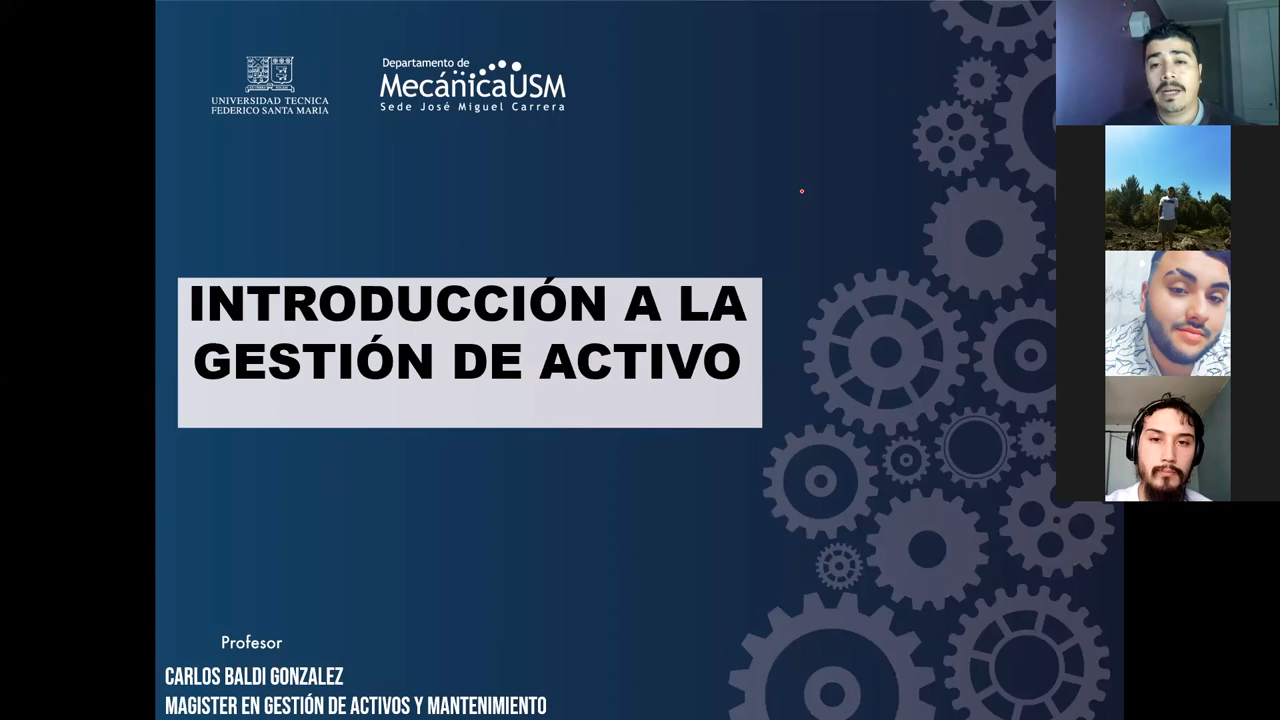 UNIVERSIDAD TECNICA
FEDERICO SANTA MARIA
Departamento de
MecánicaUSM
Sede José Miguel Carrera
INTRODUCCIÓN A LA
GESTIÓN DE ACTIVO
Profesor
CARLOS BALDI GONZALEZ
MAGISTER EN GESTIÓN DE ACTIVOS Y MANTENIMIENTO